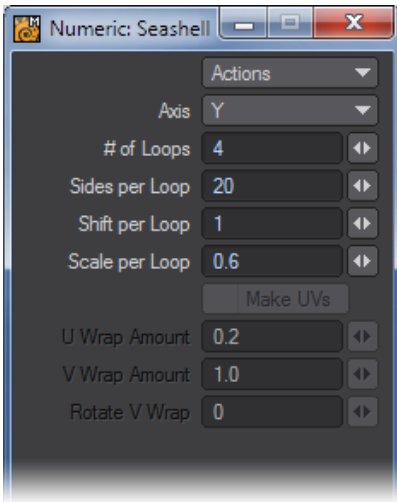 Numeric: Seashell
Actions
Axis Y
# of Loops 4
Sides per Loop 20
Shift per Loop 1
Scale per Loop 0.6
Make UVs
U Wrap Amount 0.2
V Wrap Amount 1.0
Rotate V Wrap 0